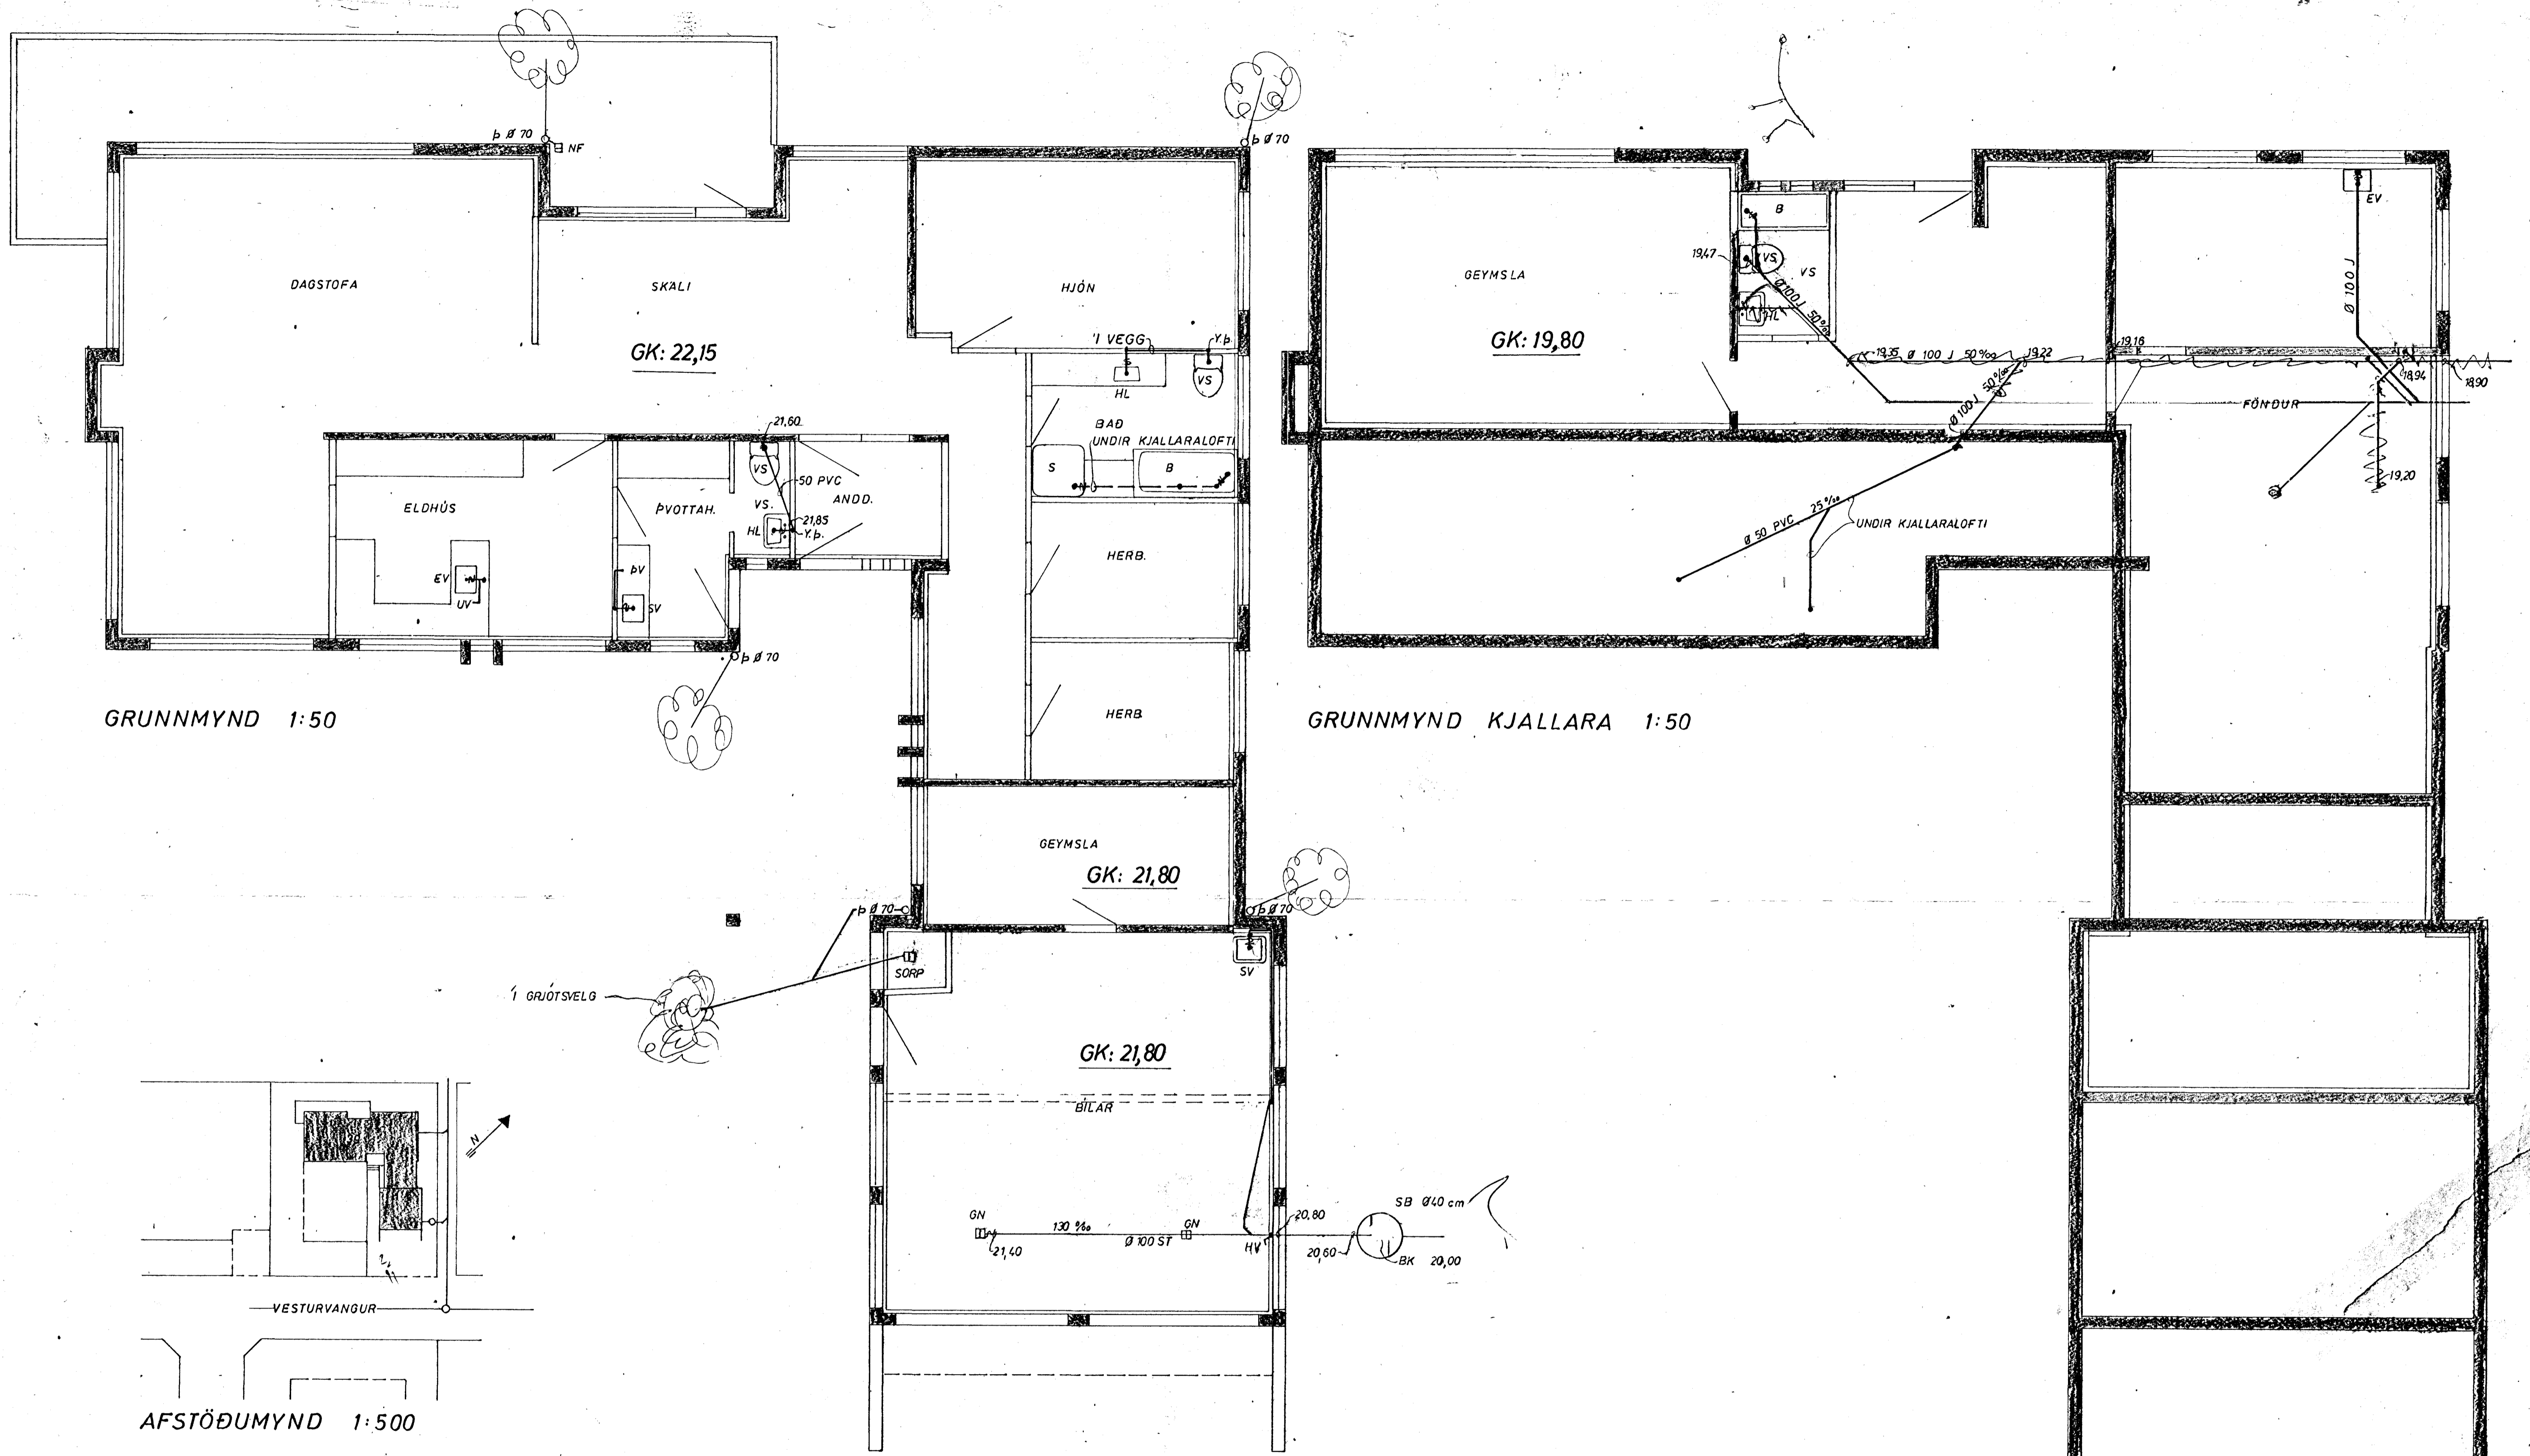 Þ Ø 70
NF
Þ Ø 70
DAGSTOFA
SKÁLI
GK: 22,15
HJÓN
'I VEGG
Y.Þ.
HL
VS
BAÐ
UNDIR KJALLARALOFTI
S
B
21,60
VS
50 PVC
VS.
ANDD.
HL
21,85
Y.Þ.
ELDHÚS
ÞVOTTAH.
EV
UV
ÞV
SV
HERB.
HERB.
Þ Ø 70
GRUNNMYND 1:50
GEYMSLA
GK: 21,80
Þ Ø 70
Þ Ø 70
SORP
SV
'I GRJÓTSVELG
GK: 21,80
BÍLAR
GN
130 ‰
GN
Ø 100 ST
21,40
HV
20,80
20,60
SB Ø40 cm
BK 20,00
B
EV
19,47
VS
VS
HL
Ø 100 J 50‰
GEYMSLA
GK: 19,80
Ø 100 J
19,35 Ø 100 J 50‰ 19,22
19,16
18,94
18,90
Ø 100 J 50‰
FÖNDUR
19,20
Ø 50 PVC 25‰
UNDIR KJALLARALOFTI
GRUNNMYND KJALLARA 1:50
N
VESTURVANGUR
AFSTÖÐUMYND 1:500